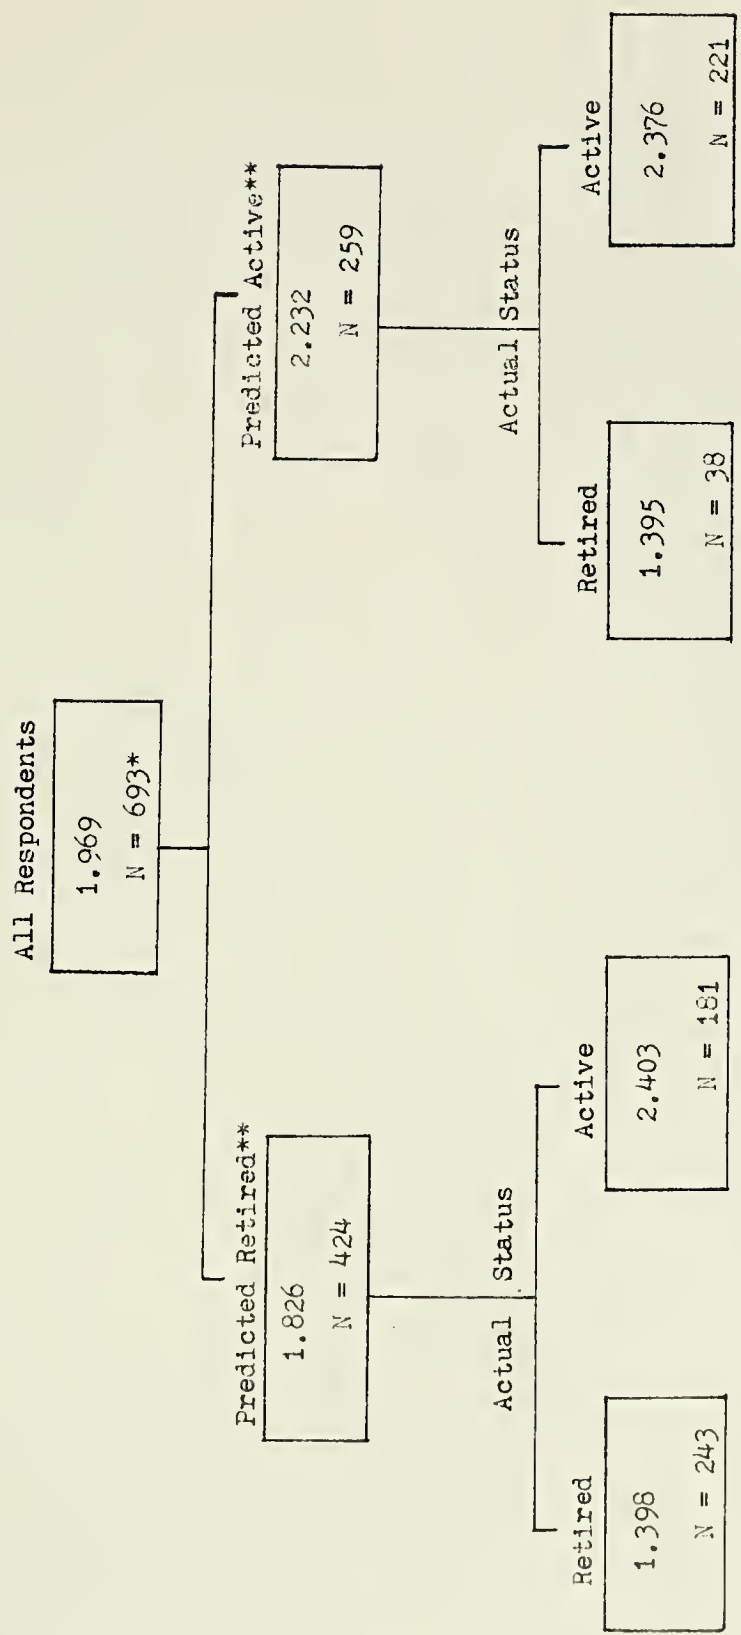 All Respondents
1.969
N = 693*
Predicted Retired**
1.826
N = 424
Predicted Active**
2.232
N = 259
Actual Status
Actual Status
Retired
1.398
N = 243
Active
2.403
N = 181
Retired
1.395
N = 38
Active
2.376
N = 221